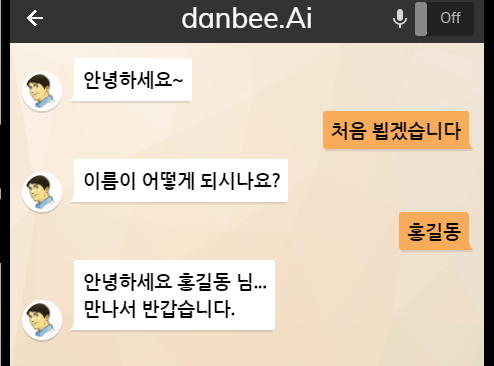 danbee.Ai
Off
안녕하세요~
처음 뵙겠습니다
이름이 어떻게 되시나요?
홍길동
안녕하세요 홍길동 님...
만나서 반갑습니다.